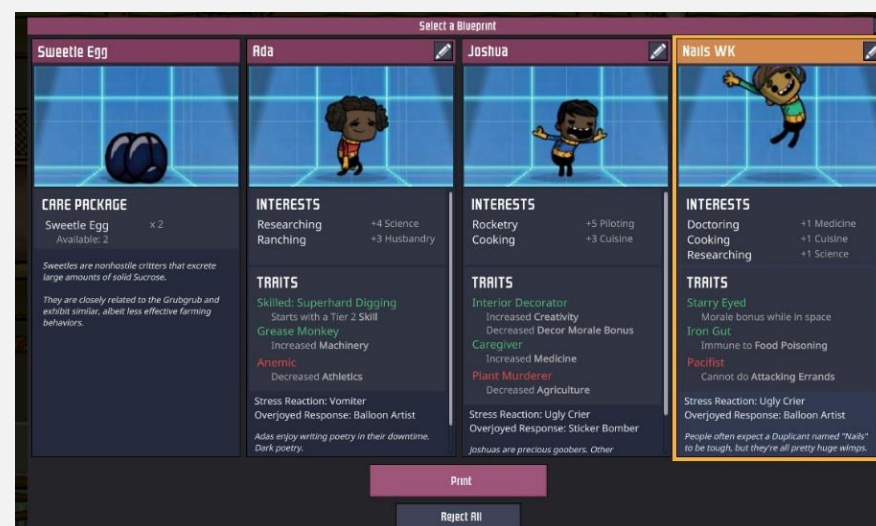 Select a Blueprint
Sweetle Egg
CARE PACKAGE
Sweetle Egg x 2
Available: 2
Sweetles are nonhostile critters that excrete
large amounts of solid Sucrose.
They are closely related to the Grubgrub and
exhibit similar, albeit less effective farming
behaviors.
Ada
INTERESTS
Researching +4 Science
Ranching +3 Husbandry
TRAITS
Skilled: Superhard Digging
Starts with a Tier 2 Skill
Grease Monkey
Increased Machinery
Anemic
Decreased Athletics
Stress Reaction: Vomiter
Overjoyed Response: Balloon Artist
Adas enjoy writing poetry in their downtime.
Dark poetry.
Joshua
INTERESTS
Rocketry +5 Piloting
Cooking +3 Cuisine
TRAITS
Interior Decorator
Increased Creativity
Decreased Decor Morale Bonus
Caregiver
Increased Medicine
Plant Murderer
Decreased Agriculture
Stress Reaction: Ugly Crier
Overjoyed Response: Sticker Bomber
Joshuas are precious goobers. Other
Nails WK
INTERESTS
Doctoring +1 Medicine
Cooking +1 Cuisine
Researching +1 Science
TRAITS
Starry Eyed
Morale bonus while in space
Iron Gut
Immune to Food Poisoning
Pacifist
Cannot do Attacking Errands
Stress Reaction: Ugly Crier
Overjoyed Response: Balloon Artist
People often expect a Duplicant named "Nails"
to be tough, but they're all pretty huge wimps.
Print
Reject All